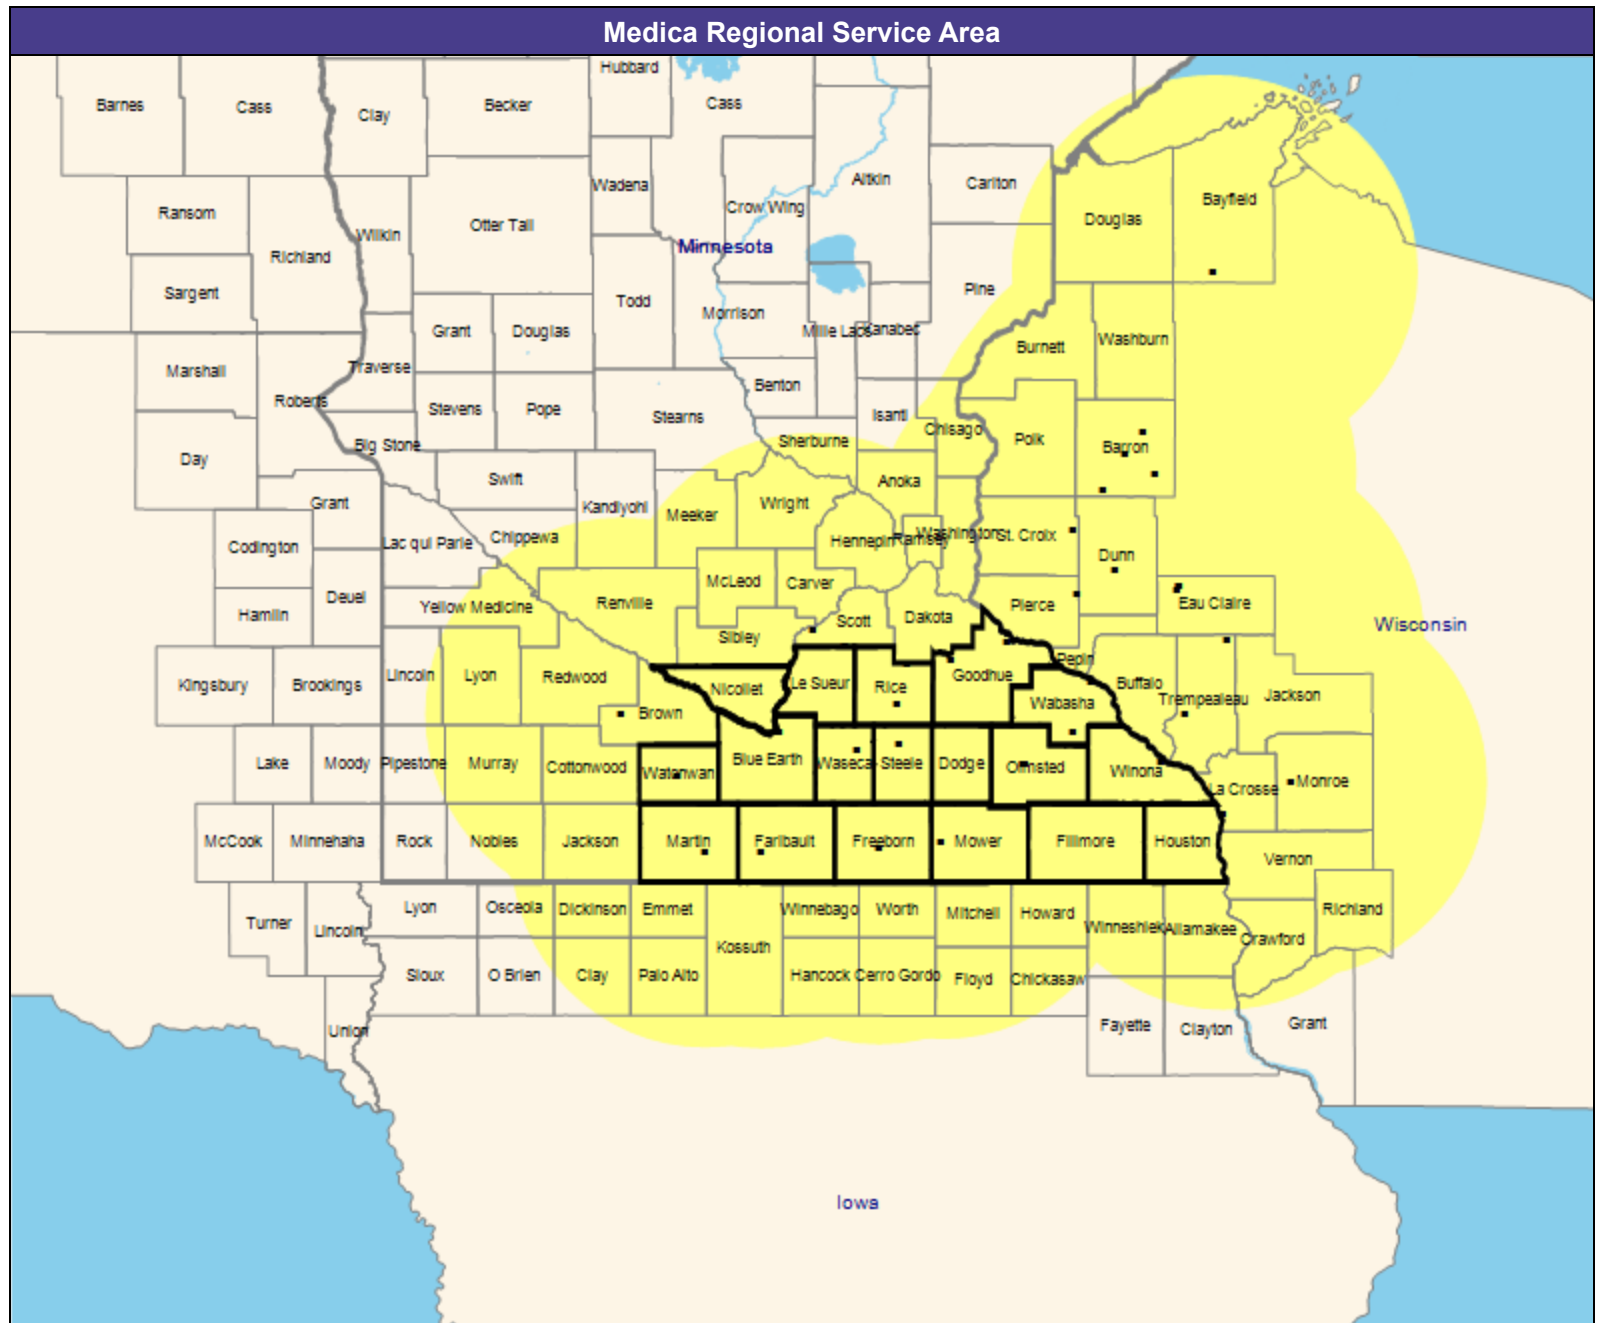 Medica Regional Service Area
Hubbard
Barnes
Cass
Clay
Becker
Cass
Wadena
Aitkin
Carlton
Ransom
Crow Wing
Bayfield
Otter Tail
Douglas
Wilkin
Minnesota
Richland
Sargent
Todd
Pine
Morrison
Grant
Douglas
Mille Lacs
Kanabec
Burnett
Washburn
Traverse
Marshall
Benton
Roberts
Stevens
Pope
Stearns
Isanti
Chisago
Polk
Sherburne
Big Stone
Barron
Day
Swift
Anoka
Grant
Kandiyohi
Meeker
Wright
Codington
Lac qui Parle
Chippewa
Hennepin
Ramsey
Washington
St. Croix
Dunn
McLeod
Carver
Deuel
Yellow Medicine
Renville
Pierce
Eau Claire
Hamlin
Scott
Dakota
Wisconsin
Sibley
Pepin
Kingsbury
Brookings
Lincoln
Lyon
Redwood
Nicollet
Le Sueur
Rice
Goodhue
Buffalo
Trempealeau
Jackson
Wabasha
Brown
Lake
Moody
Pipestone
Murray
Cottonwood
Watonwan
Blue Earth
Waseca
Steele
Dodge
Olmsted
Winona
La Crosse
Monroe
McCook
Minnehaha
Rock
Nobles
Jackson
Martin
Faribault
Freeborn
Mower
Fillmore
Houston
Vernon
Turner
Lincoln
Lyon
Osceola
Dickinson
Emmet
Winnebago
Worth
Mitchell
Howard
Winneshiek
Allamakee
Crawford
Richland
Kossuth
Sioux
O Brien
Clay
Palo Alto
Hancock
Cerro Gordo
Floyd
Chickasaw
Union
Fayette
Clayton
Grant
Iowa